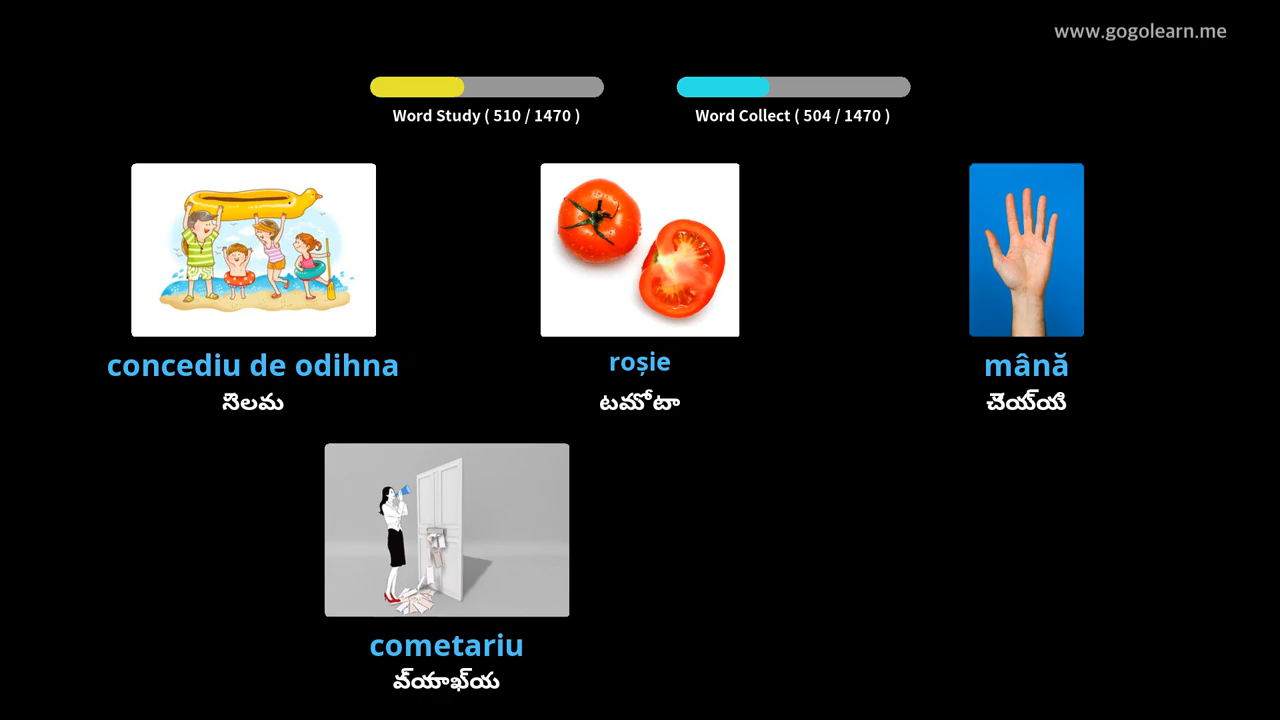 www.gogolearn.me
Word Study ( 510 / 1470 ) Word Collect ( 504 / 1470 )
concediu de odihna roșie mână
సెలవు టమోటా చెయ్యి
cometariu
వ్యాఖ్య